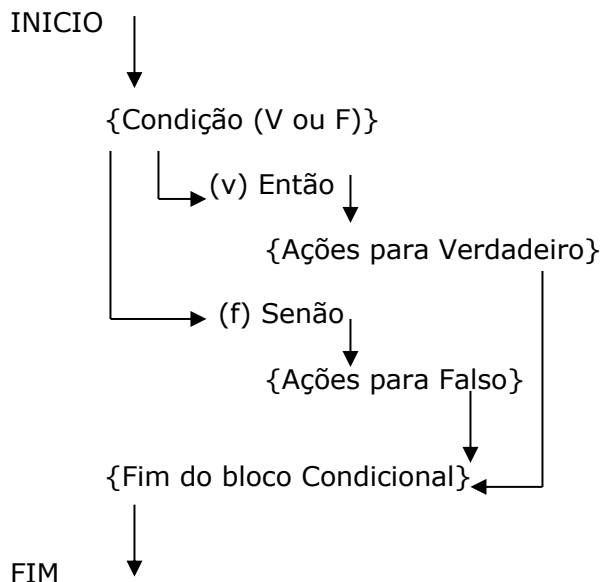 INICIO
{Condição (V ou F)}
(v) Então
{Ações para Verdadeiro}
(f) Senão
{Ações para Falso}
{Fim do bloco Condicional}
FIM